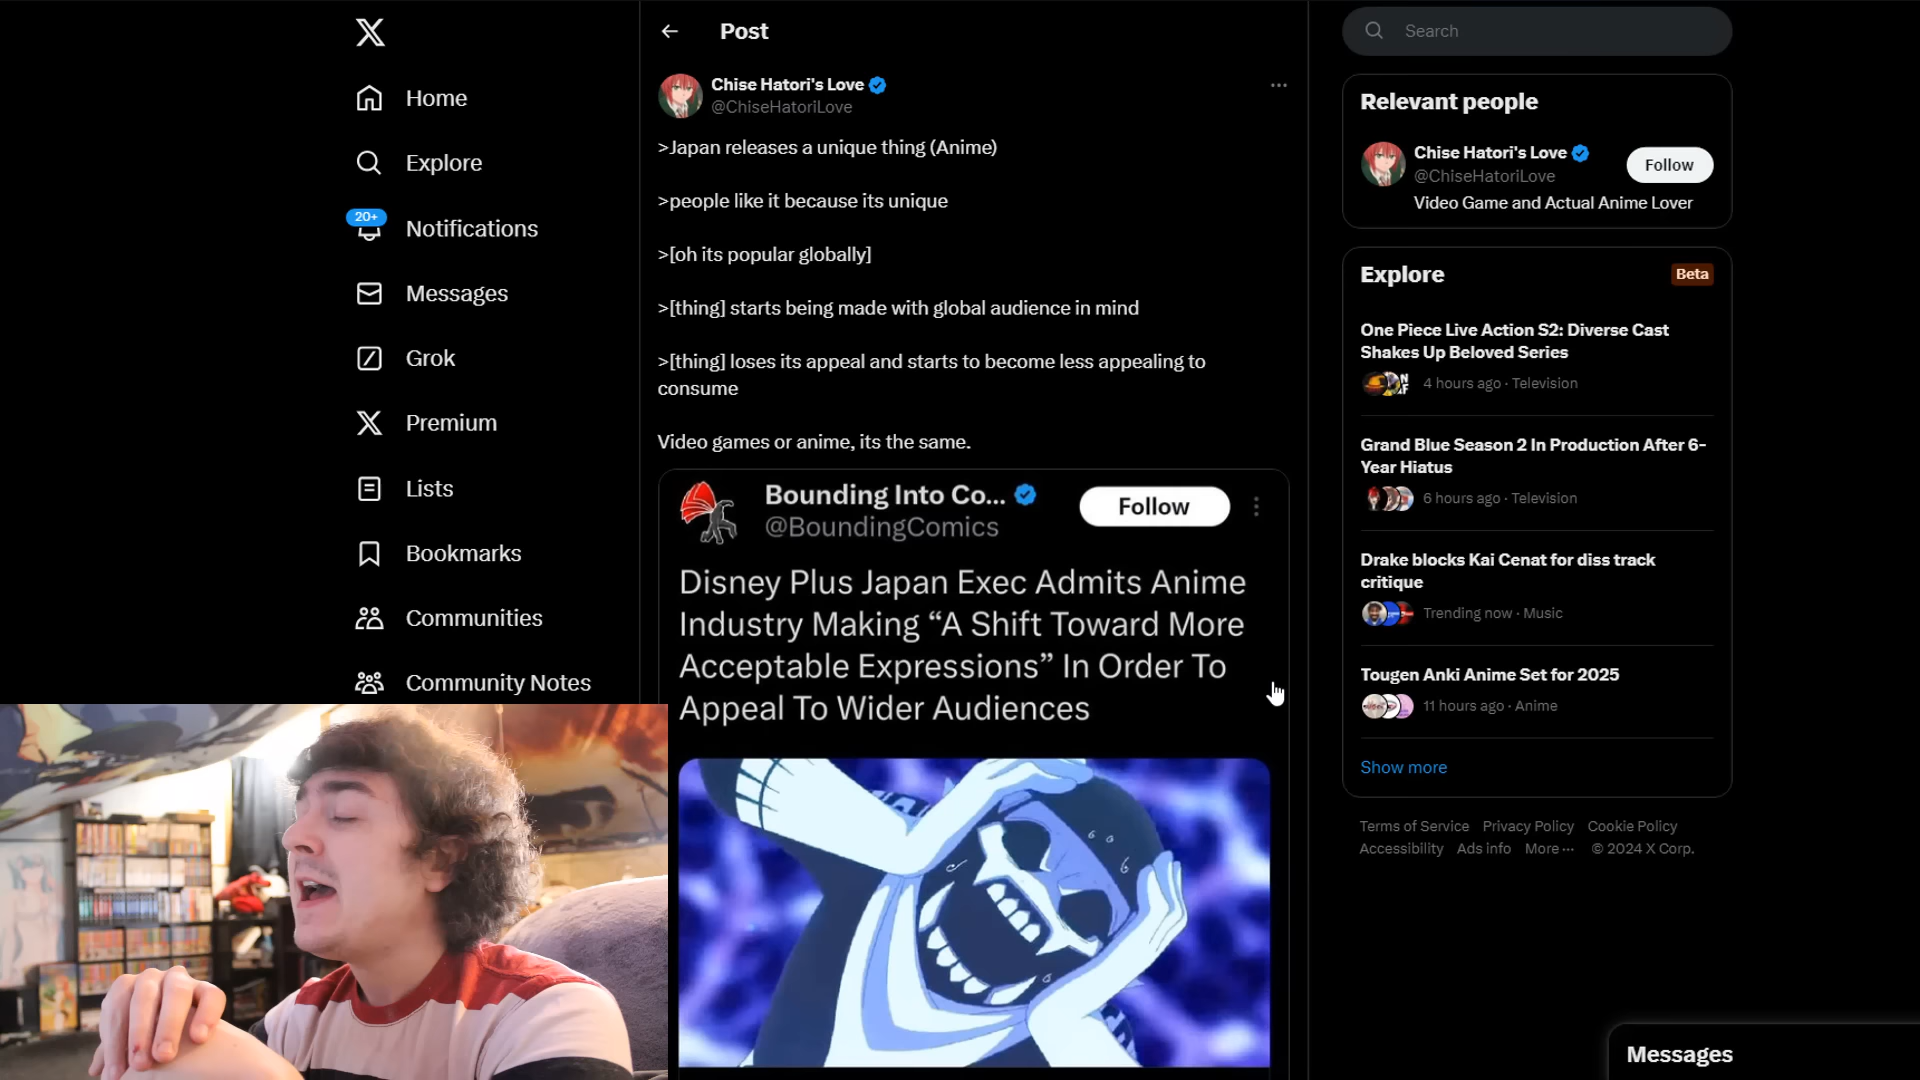 Home
Explore
20+
Notifications
Messages
Grok
Premium
Lists
Bookmarks
Communities
Community Notes
Post
Chise Hatori's Love
@ChiseHatoriLove
>Japan releases a unique thing (Anime)
>people like it because its unique
>[oh its popular globally]
>[thing] starts being made with global audience in mind
>[thing] loses its appeal and starts to become less appealing to
consume
Video games or anime, its the same.
Bounding Into Co...
@BoundingComics
Follow
Disney Plus Japan Exec Admits Anime
Industry Making “A Shift Toward More
Acceptable Expressions” In Order To
Appeal To Wider Audiences
Search
Relevant people
Chise Hatori's Love
@ChiseHatoriLove
Follow
Video Game and Actual Anime Lover
Explore
Beta
One Piece Live Action S2: Diverse Cast
Shakes Up Beloved Series
4 hours ago · Television
Grand Blue Season 2 In Production After 6-
Year Hiatus
6 hours ago · Television
Drake blocks Kai Cenat for diss track
critique
Trending now · Music
Tougen Anki Anime Set for 2025
11 hours ago · Anime
Show more
Terms of Service Privacy Policy Cookie Policy
Accessibility Ads info More ··· © 2024 X Corp.
Messages